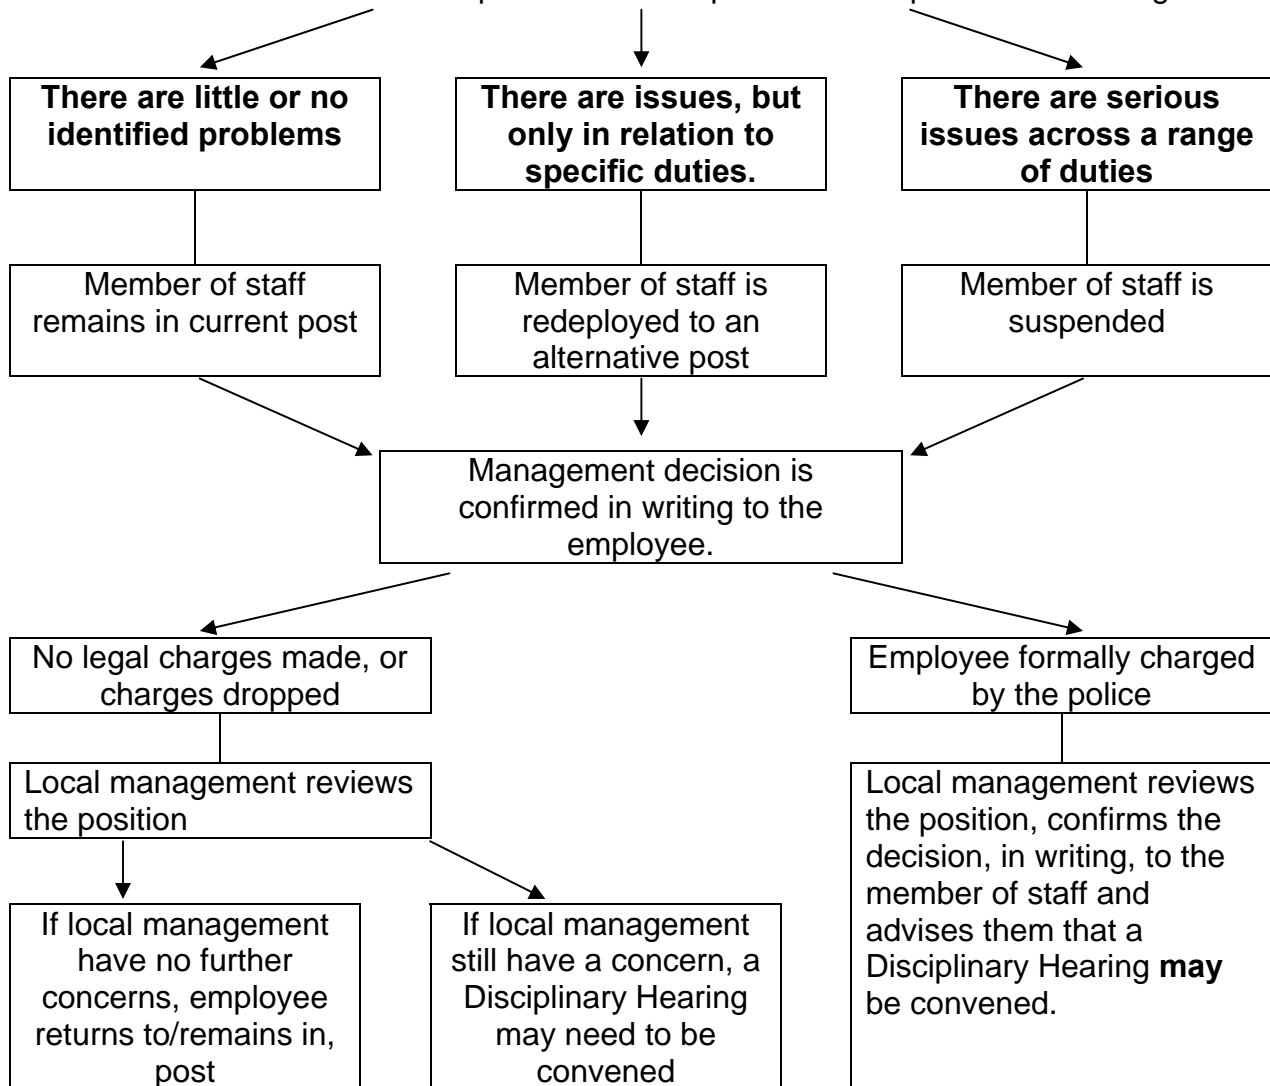 There are little or no
identified problems
There are issues, but
only in relation to
specific duties.
There are serious
issues across a range
of duties
Member of staff
remains in current post
Member of staff is
redeployed to an
alternative post
Member of staff is
suspended
Management decision is
confirmed in writing to the
employee.
No legal charges made, or
charges dropped
Employee formally charged
by the police
Local management reviews
the position
Local management reviews
the position, confirms the
decision, in writing, to the
member of staff and
advises them that a
Disciplinary Hearing may
be convened.
If local management
have no further
concerns, employee
returns to/remains in,
post
If local management
still have a concern, a
Disciplinary Hearing
may need to be
convened